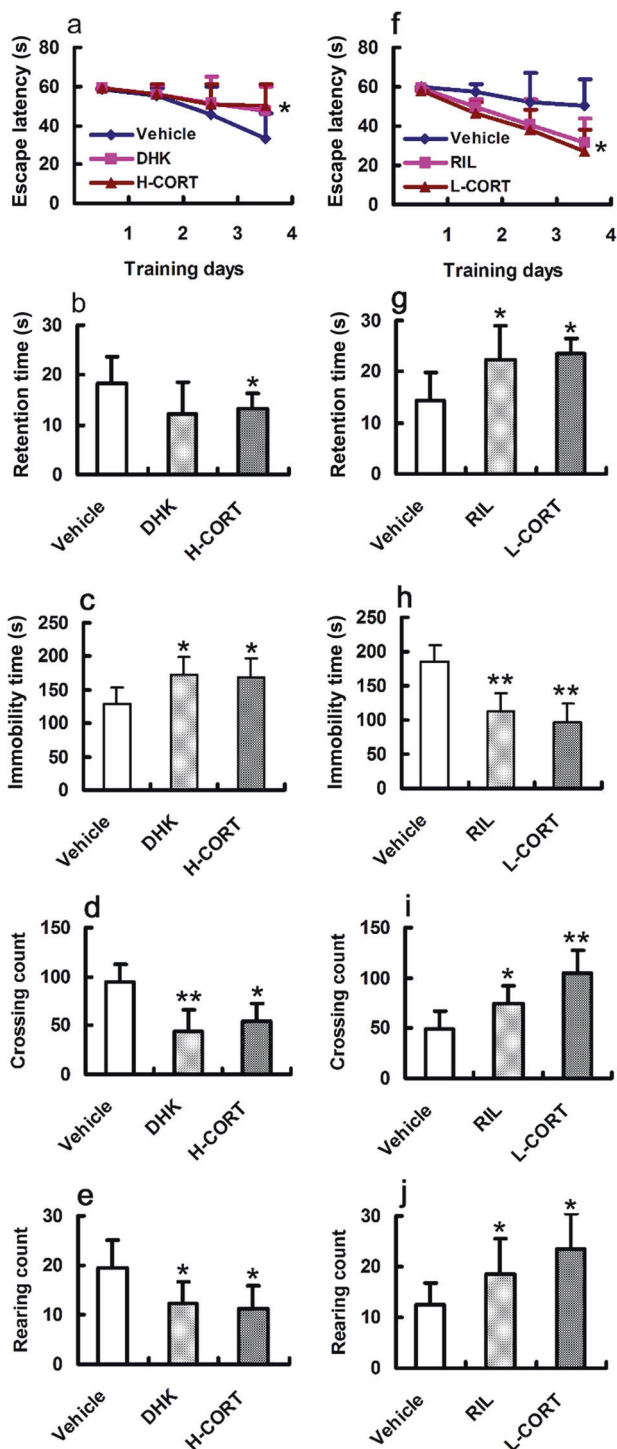 a
Escape latency (s)
80
60
40
20
0
*
Vehicle
DHK
H-CORT
1 2 3 4
Training days
f
Escape latency (s)
80
60
40
20
0
*
Vehicle
RIL
L-CORT
1 2 3 4
Training days
b
Retention time (s)
30
20
10
0
*
Vehicle DHK H-CORT
g
Retention time (s)
30
20
10
0
* *
Vehicle RIL L-CORT
c
Immobility time (s)
250
200
150
100
50
0
* *
Vehicle DHK H-CORT
h
Immobility time (s)
250
200
150
100
50
0
** **
Vehicle RIL L-CORT
d
Crossing count
150
100
50
0
** *
Vehicle DHK H-CORT
i
Crossing count
150
100
50
0
* **
Vehicle RIL L-CORT
e
Rearing count
30
20
10
0
* *
Vehicle DHK H-CORT
j
Rearing count
30
20
10
0
* *
Vehicle RIL L-CORT